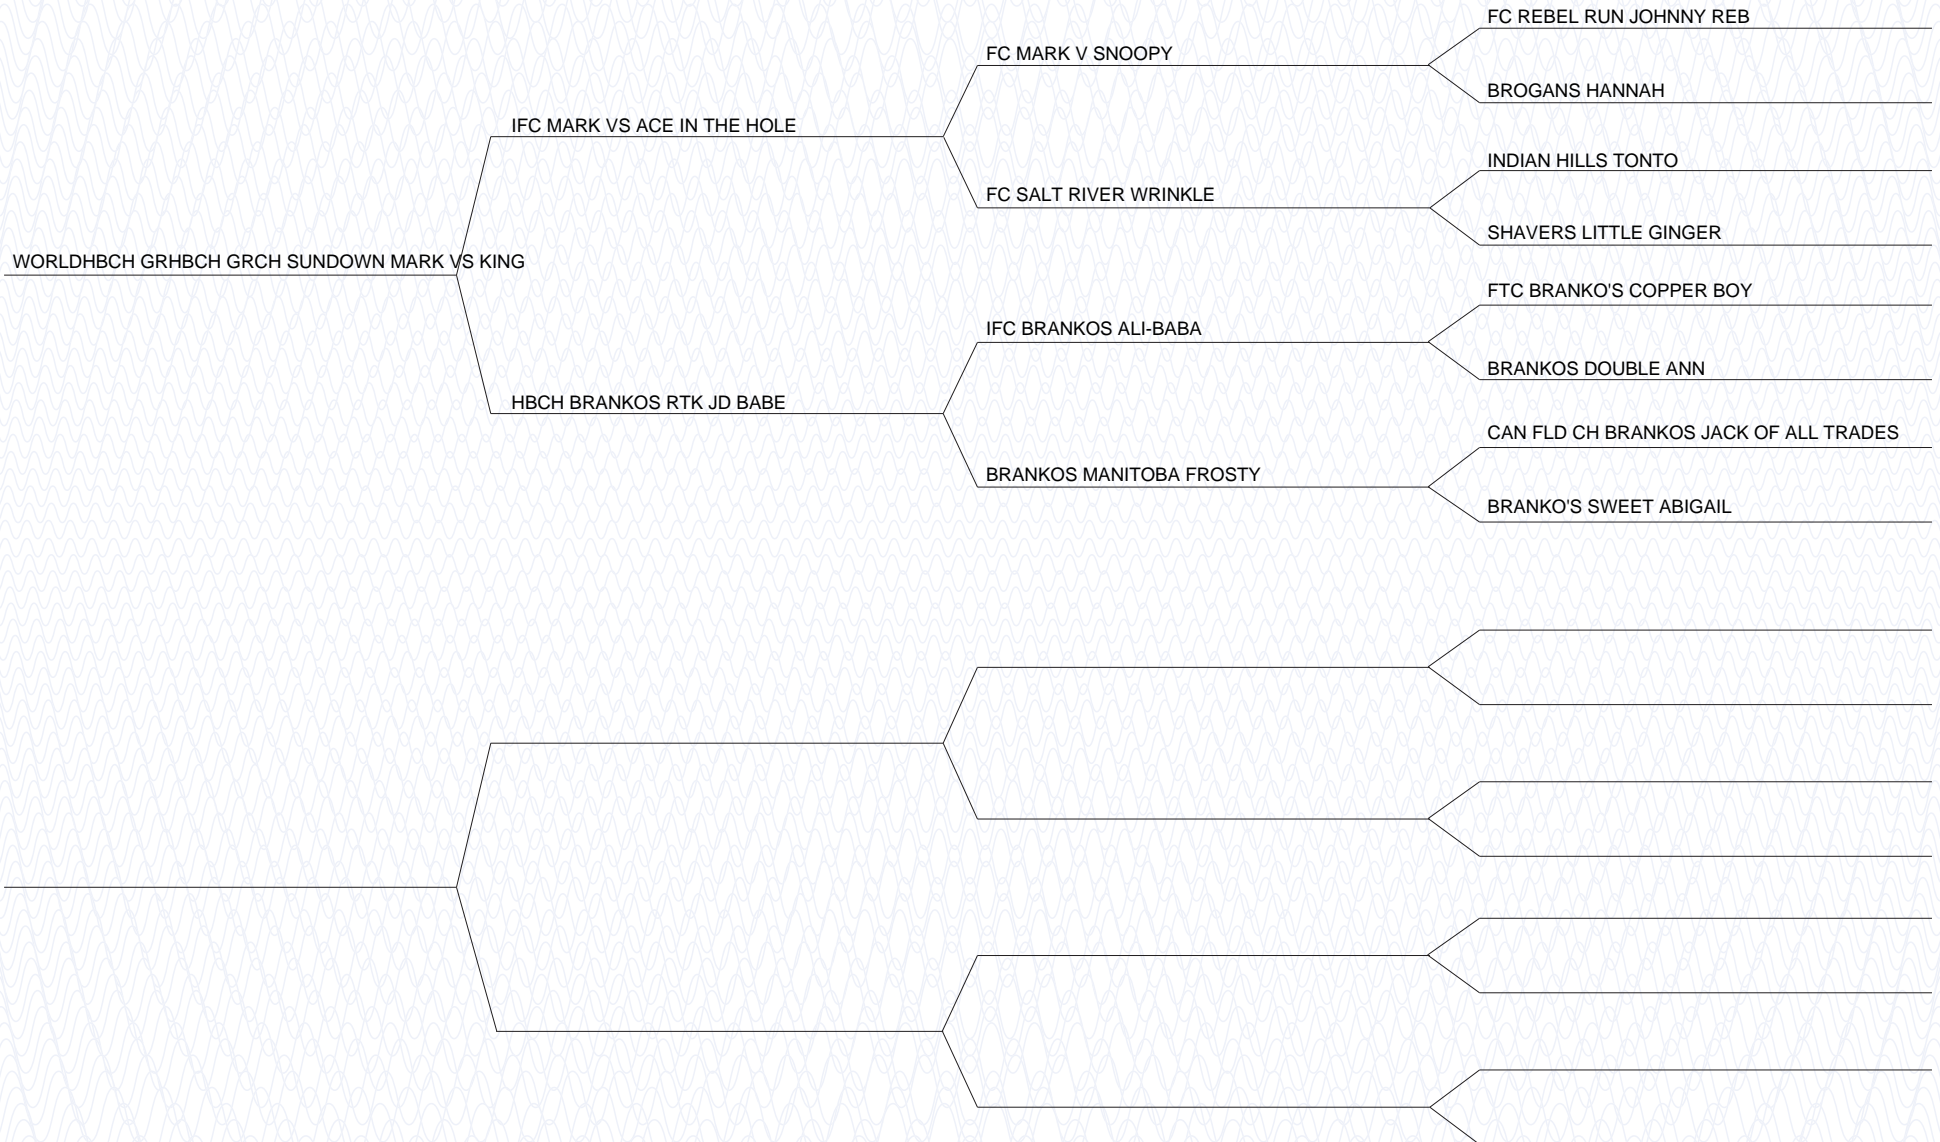 FC REBEL RUN JOHNNY REB
FC MARK V SNOOPY
BROGANS HANNAH
IFC MARK VS ACE IN THE HOLE
INDIAN HILLS TONTO
FC SALT RIVER WRINKLE
SHAVERS LITTLE GINGER
WORLDHBCH GRHBCH GRCH SUNDOWN MARK VS KING
FTC BRANKO'S COPPER BOY
IFC BRANKOS ALI-BABA
BRANKOS DOUBLE ANN
HBCH BRANKOS RTK JD BABE
CAN FLD CH BRANKOS JACK OF ALL TRADES
BRANKOS MANITOBA FROSTY
BRANKO'S SWEET ABIGAIL